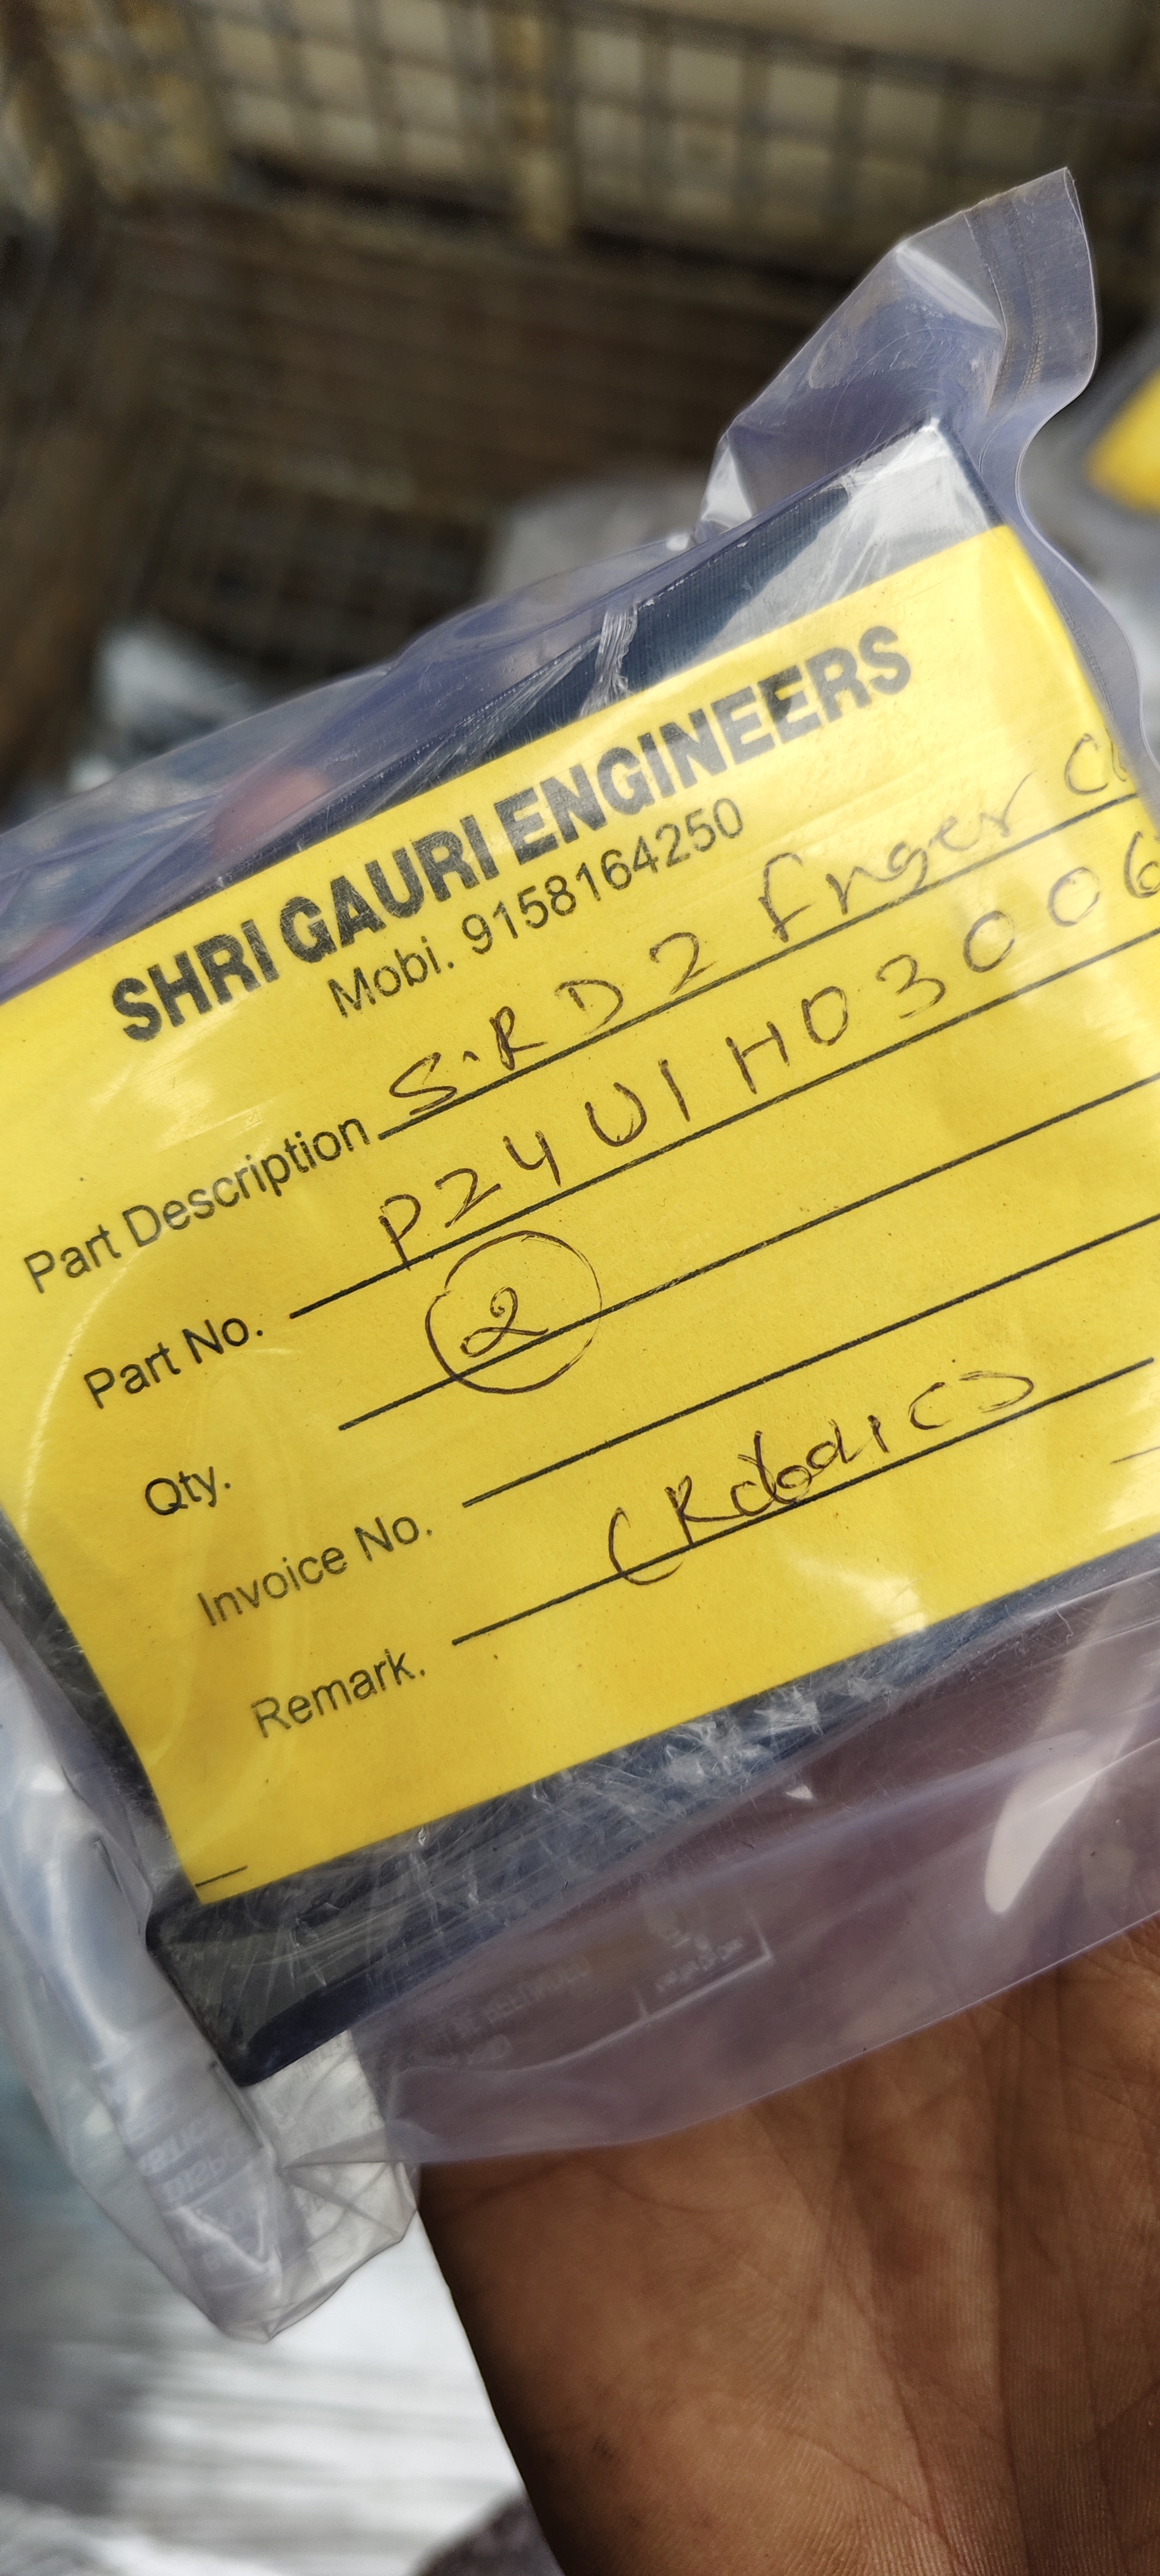 SHRI GAURI ENGINEERS
Mobi. 9158164250
Part Description S.R D2 Finger
Part No. P24U1H03006
Qty. 2
Invoice No.
Remark.